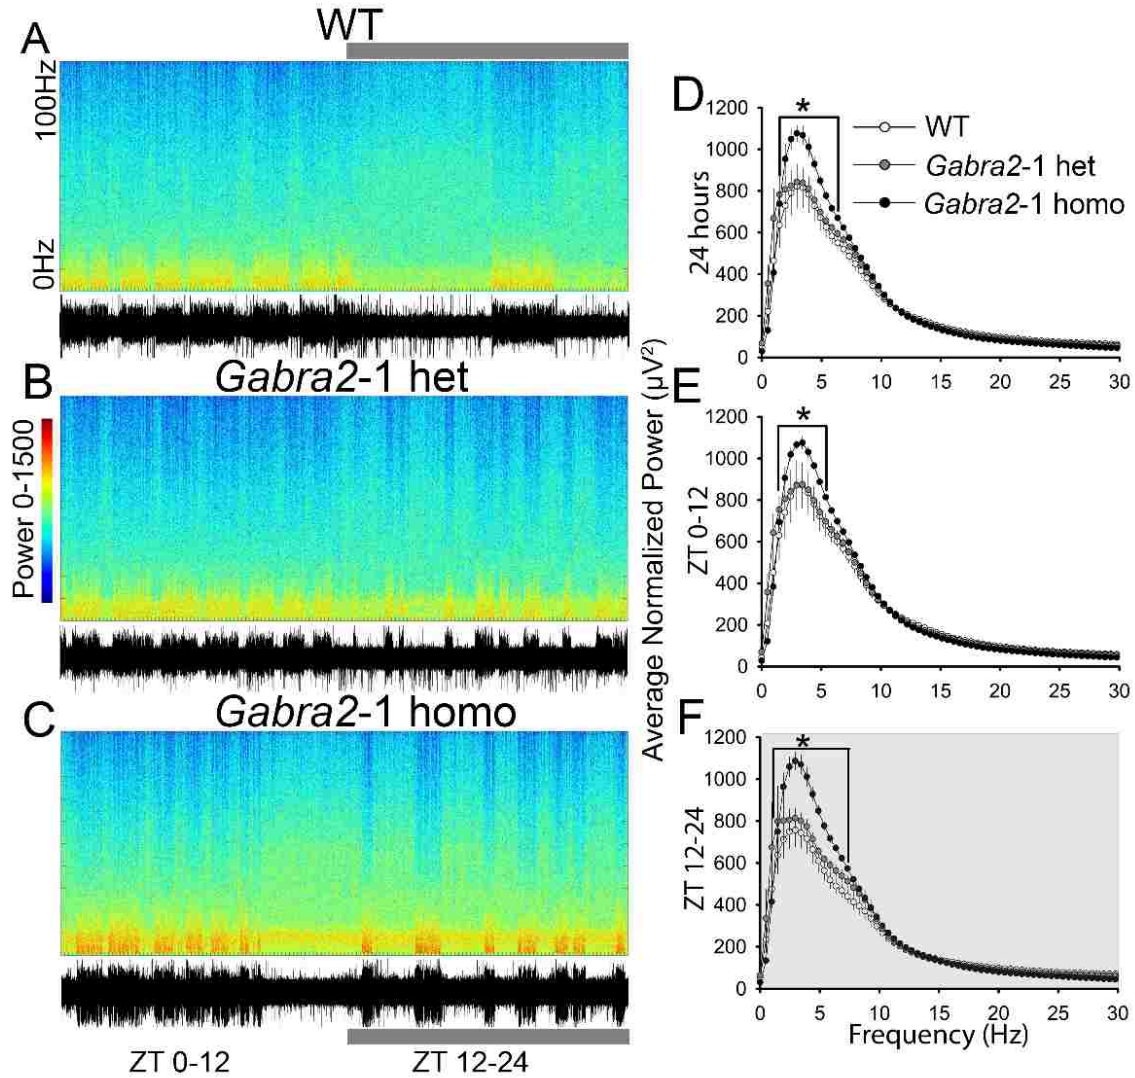 A
WT
100Hz
0Hz
B
Gabra2-1 het
Power 0-1500
C
Gabra2-1 homo
ZT 0-12
ZT 12-24
Average Normalized Power (µV²)
D
24 hours
1200
1000
800
600
400
200
0
*
WT
Gabra2-1 het
Gabra2-1 homo
0 5 10 15 20 25 30
E
ZT 0-12
1200
1000
800
600
400
200
0
*
0 5 10 15 20 25 30
F
ZT 12-24
1200
1000
800
600
400
200
0
*
0 5 10 15 20 25 30
Frequency (Hz)